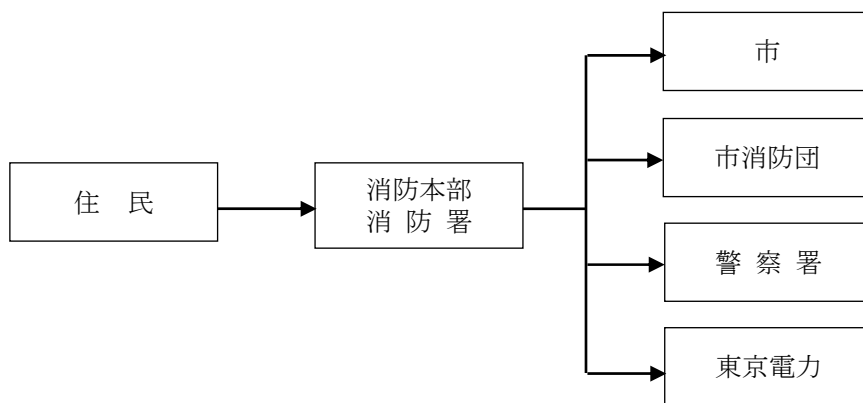 市
市消防団
住　民
消防本部
消 防 署
警 察 署
東京電力